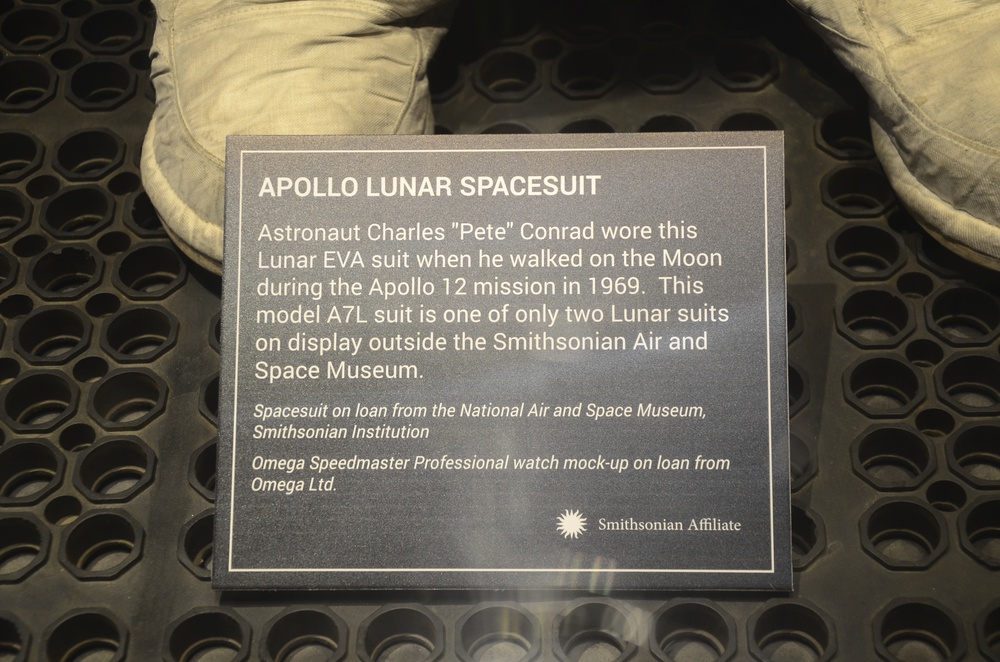 APOLLO LUNAR SPACESUIT
Astronaut Charles "Pete" Conrad wore this
Lunar EVA suit when he walked on the Moon
during the Apollo 12 mission in 1969.  This
model A7L suit is one of only two Lunar suits
on display outside the Smithsonian Air and
Space Museum.
Spacesuit on loan from the National Air and Space Museum,
Smithsonian Institution
Omega Speedmaster Professional watch mock-up on loan from
Omega Ltd.
Smithsonian Affiliate